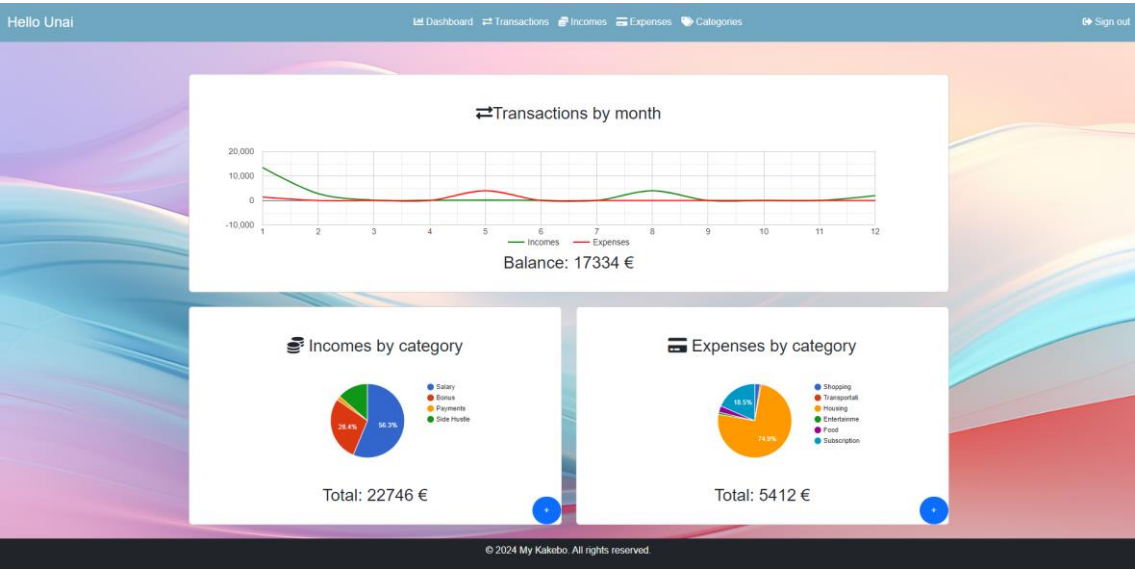 Hello Unai
Dashboard Transactions Incomes Expenses Categories
Sign out
Transactions by month
20,000
10,000
0
-10,000
1 2 3 4 5 6 7 8 9 10 11 12
Incomes Expenses
Balance: 17334 €
Incomes by category
Salary
Bonus
Payments
Side Hustle
28.4% 56.3%
Total: 22746 €
+
Expenses by category
Shopping
Transportati
Housing
Entertainme
Food
Subscription
18.5%
74.9%
Total: 5412 €
+
© 2024 My Kakebo. All rights reserved.